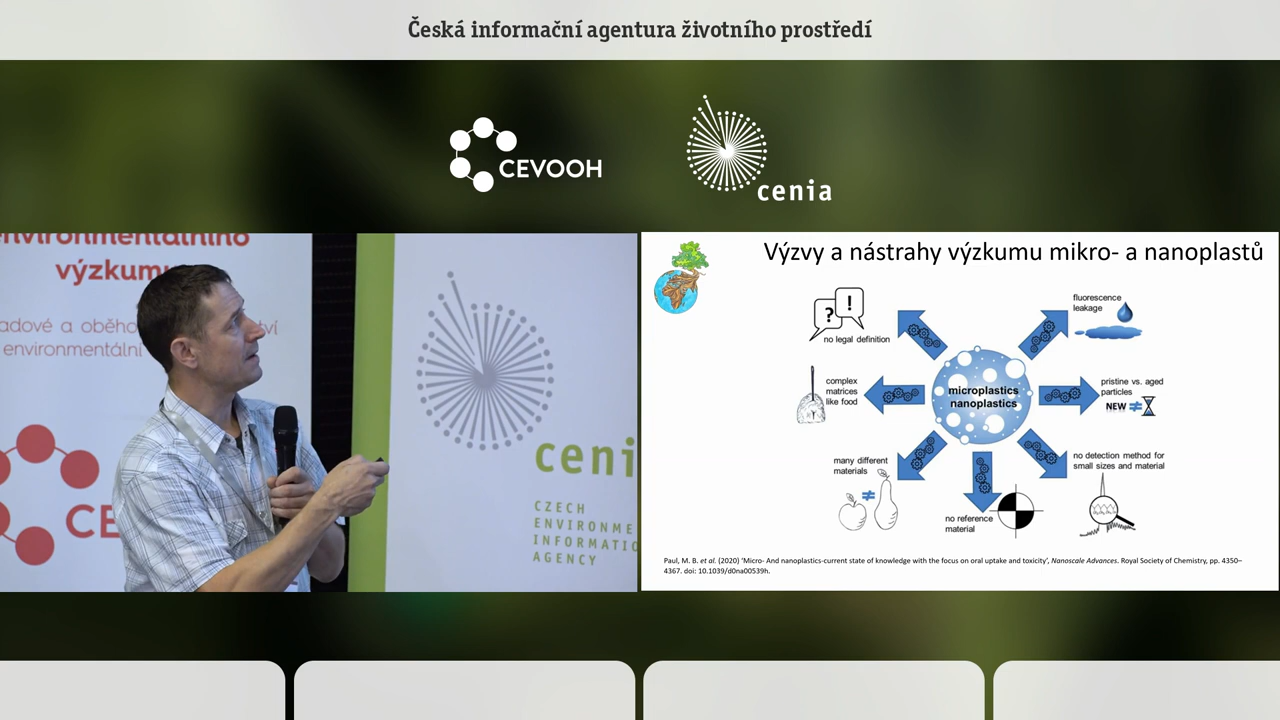 Česká informační agentura životního prostředí
CEVOOH
cenia
environmentálního
výzkumu
environmentální
CE
ceni
CZECH
ENVIRONME
INFORMATIO
AGENCY
Výzvy a nástrahy výzkumu mikro- a nanoplastů
? !
no legal definition
fluorescence
leakage
complex
matrices
like food
microplastics
nanoplastics
pristine vs. aged
particles
NEW ≠
many different
materials
≠
no reference
material
no detection method for
small sizes and material
Paul, M. B. et al. (2020) ‘Micro- And nanoplastics-current state of knowledge with the focus on oral uptake and toxicity’, Nanoscale Advances. Royal Society of Chemistry, pp. 4350–
4367. doi: 10.1039/d0na00539h.